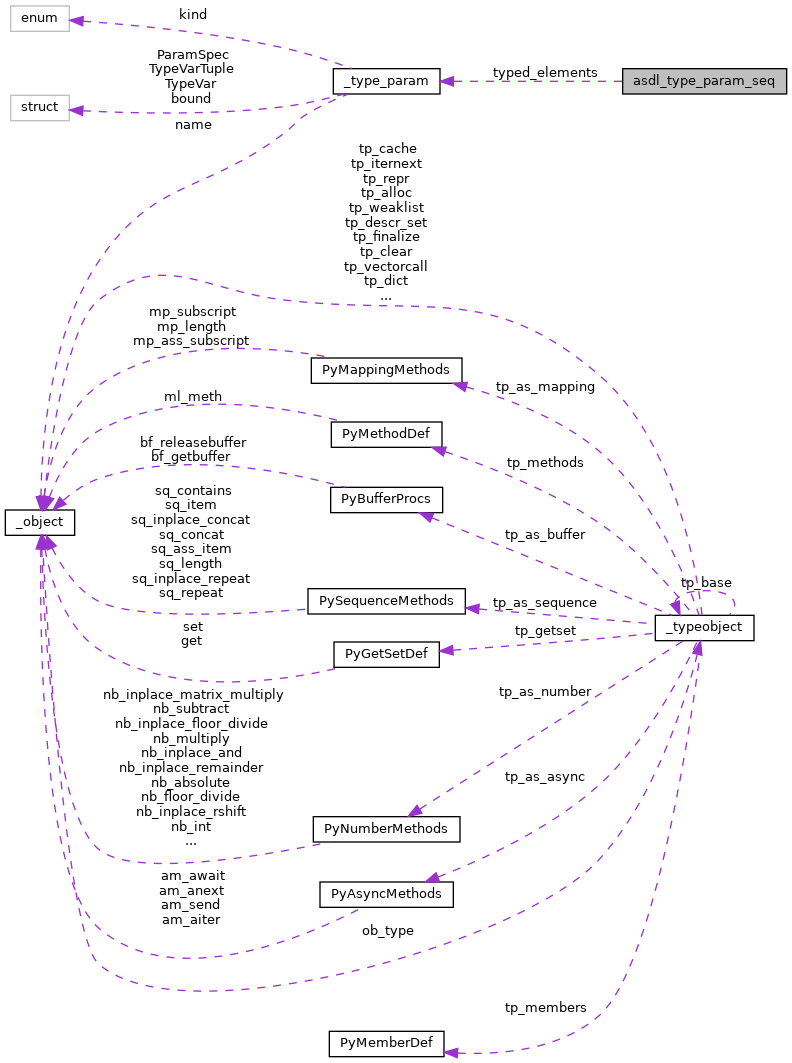 enum
kind
ParamSpec
TypeVarTuple
TypeVar
bound
name
struct
_type_param
typed_elements
asdl_type_param_seq
tp_cache
tp_iternext
tp_repr
tp_alloc
tp_weaklist
tp_descr_set
tp_finalize
tp_clear
tp_vectorcall
tp_dict
...
mp_subscript
mp_length
mp_ass_subscript
PyMappingMethods
tp_as_mapping
ml_meth
PyMethodDef
tp_methods
bf_releasebuffer
bf_getbuffer
PyBufferProcs
tp_as_buffer
_object
sq_contains
sq_item
sq_inplace_concat
sq_concat
sq_ass_item
sq_length
sq_inplace_repeat
sq_repeat
PySequenceMethods
tp_as_sequence
tp_base
_typeobject
set
get
PyGetSetDef
tp_getset
nb_inplace_matrix_multiply
nb_subtract
nb_inplace_floor_divide
nb_multiply
nb_inplace_and
nb_inplace_remainder
nb_absolute
nb_floor_divide
nb_inplace_rshift
nb_int
...
PyNumberMethods
tp_as_number
tp_as_async
am_await
am_anext
am_send
am_aiter
PyAsyncMethods
ob_type
tp_members
PyMemberDef